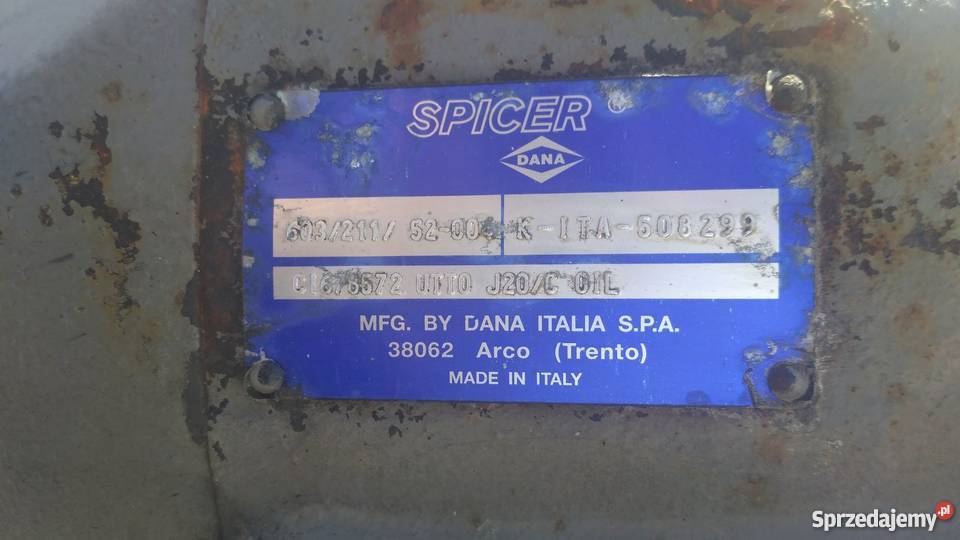 SPICER ®
DANA
603/211/ 52-00 K-ITA-508299
UTTO J20/C OIL
MFG. BY DANA ITALIA S.P.A.
38062 Arco (Trento)
MADE IN ITALY
Sprzedajemy.pl